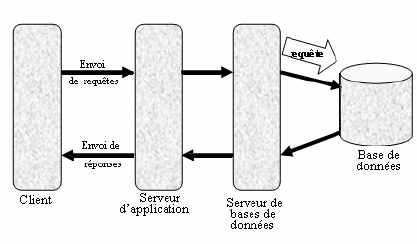 requête
Envoi
de requêtes
Envoi de
réponses
Client
Serveur
d'application
Serveur de
bases de
données
Base de
données